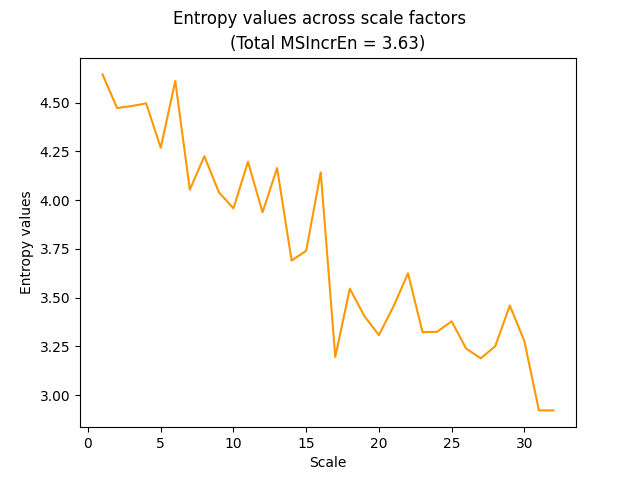 Entropy values across scale factors
(Total MSIncrEn = 3.63)
4.50
4.25
4.00
3.75
3.50
3.25
3.00
Entropy values
0 5 10 15 20 25 30
Scale